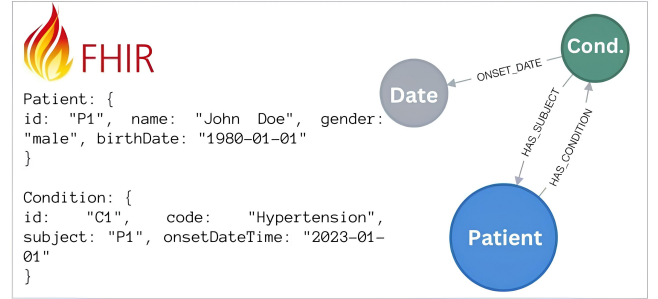 FHIR
Patient: {
id: "P1", name: "John Doe", gender:
"male", birthDate: "1980-01-01"
}
Condition: {
id: "C1", code: "Hypertension",
subject: "P1", onsetDateTime: "2023-01-
01"
}
Cond.
ONSET_DATE
Date
HAS_SUBJECT
HAS_CONDITION
Patient